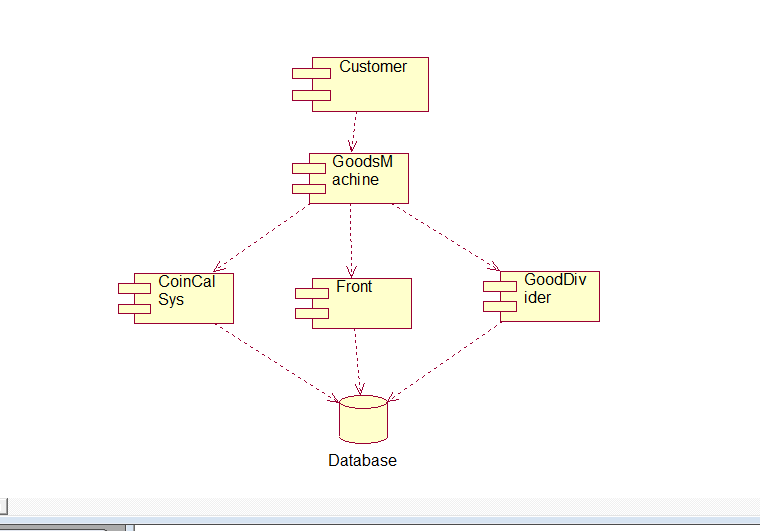 Customer
GoodsM
achine
CoinCal
Sys
Front
GoodDiv
ider
Database